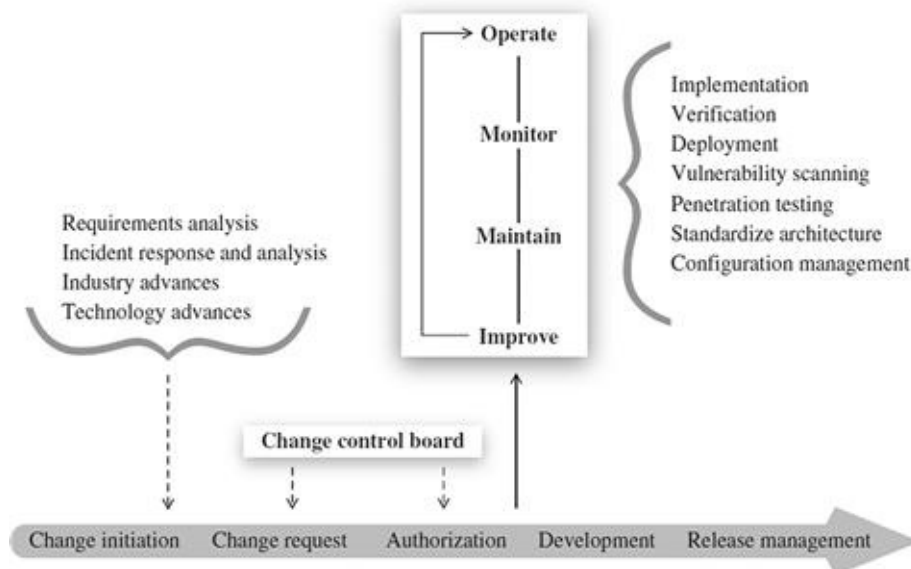 Operate
Monitor
Maintain
Improve
Implementation
Verification
Deployment
Vulnerability scanning
Penetration testing
Standardize architecture
Configuration management
Requirements analysis
Incident response and analysis
Industry advances
Technology advances
Change control board
Change initiation Change request Authorization Development Release management